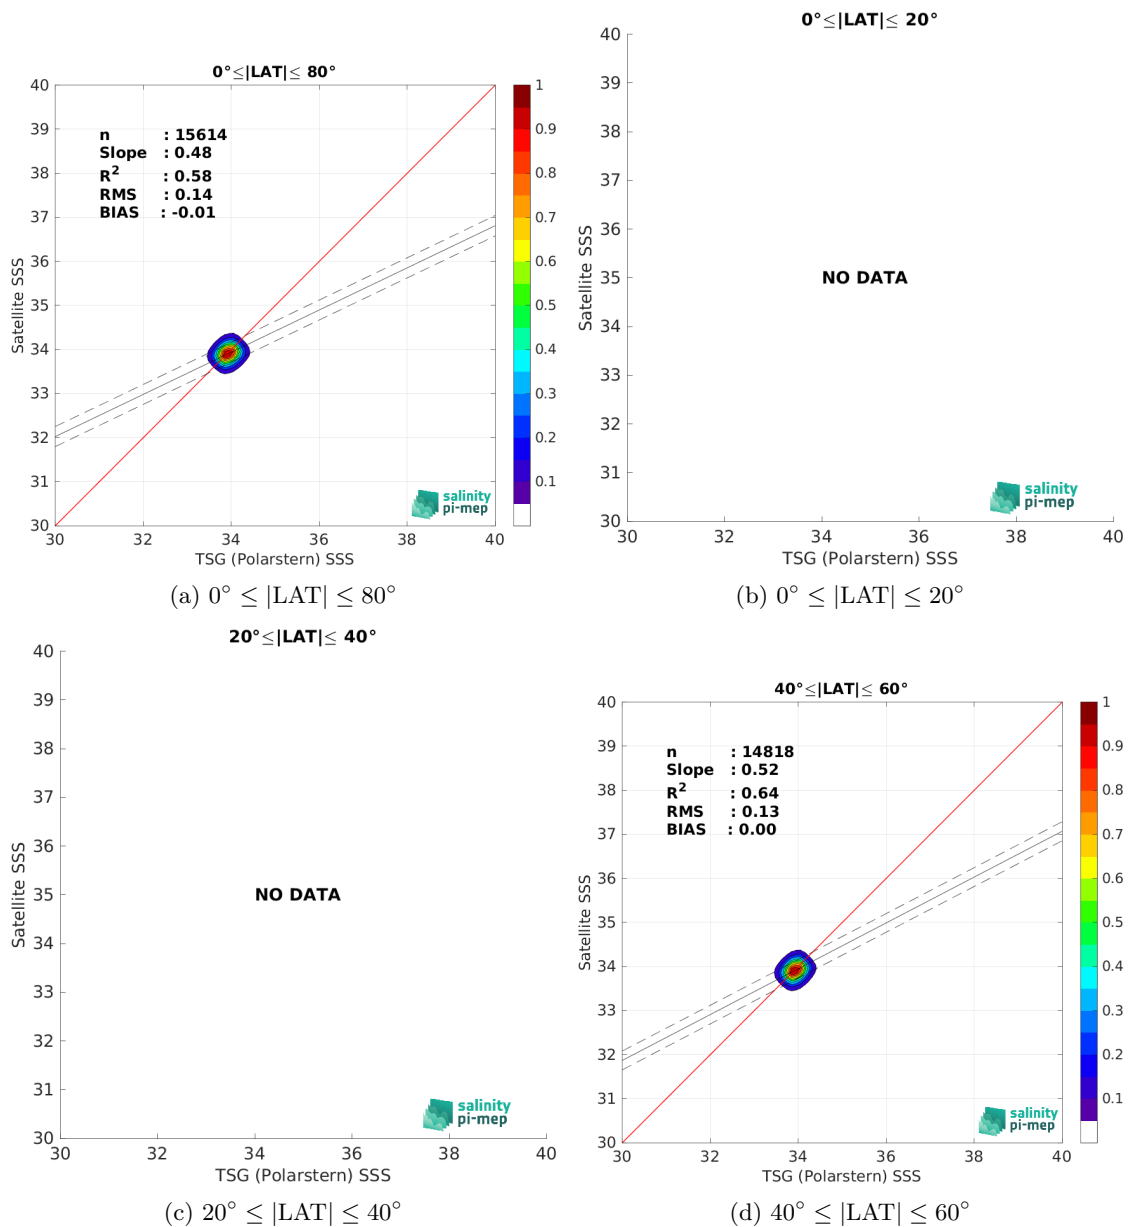 0°≤|LAT|≤ 80°
n : 15614
Slope : 0.48
R² : 0.58
RMS : 0.14
BIAS : -0.01
40
39
38
37
36
35
34
33
32
31
30
Satellite SSS
30 32 34 36 38 40
TSG (Polarstern) SSS
1
0.9
0.8
0.7
0.6
0.5
0.4
0.3
0.2
0.1
salinity
pi-mep
(a) 0° ≤ |LAT| ≤ 80°
0°≤|LAT|≤ 20°
40
39
38
37
36
35
34
33
32
31
30
Satellite SSS
NO DATA
salinity
pi-mep
30 32 34 36 38 40
TSG (Polarstern) SSS
(b) 0° ≤ |LAT| ≤ 20°
20°≤|LAT|≤ 40°
40
39
38
37
36
35
34
33
32
31
30
Satellite SSS
NO DATA
salinity
pi-mep
30 32 34 36 38 40
TSG (Polarstern) SSS
(c) 20° ≤ |LAT| ≤ 40°
40°≤|LAT|≤ 60°
n : 14818
Slope : 0.52
R² : 0.64
RMS : 0.13
BIAS : 0.00
40
39
38
37
36
35
34
33
32
31
30
Satellite SSS
30 32 34 36 38 40
TSG (Polarstern) SSS
1
0.9
0.8
0.7
0.6
0.5
0.4
0.3
0.2
0.1
salinity
pi-mep
(d) 40° ≤ |LAT| ≤ 60°